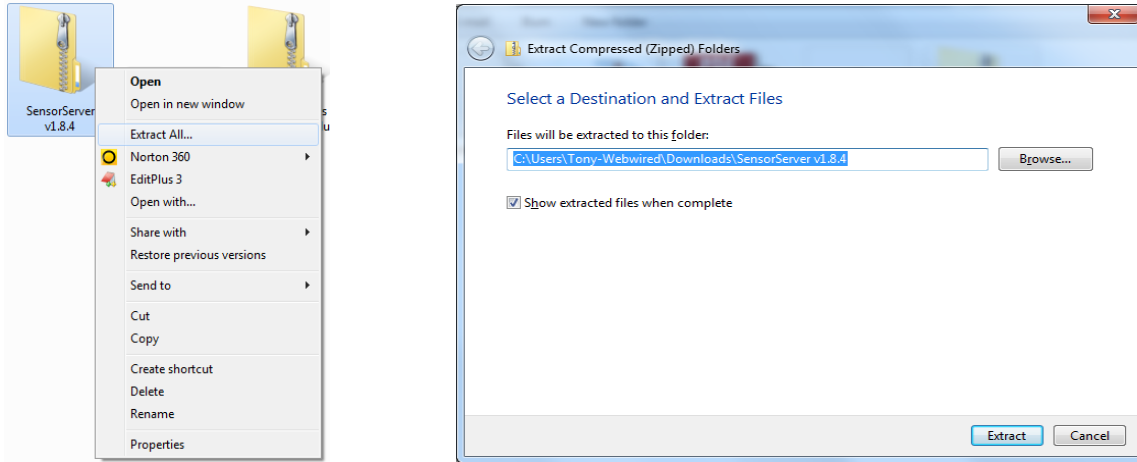 SensorServer
v1.8.4
s
u
Open
Open in new window
Extract All...
Norton 360
EditPlus 3
Open with...
Share with
Restore previous versions
Send to
Cut
Copy
Create shortcut
Delete
Rename
Properties
New Folder
Extract Compressed (Zipped) Folders
Select a Destination and Extract Files
Files will be extracted to this folder:
C:\Users\Tony-Webwired\Downloads\SensorServer v1.8.4
Browse...
Show extracted files when complete
Extract
Cancel